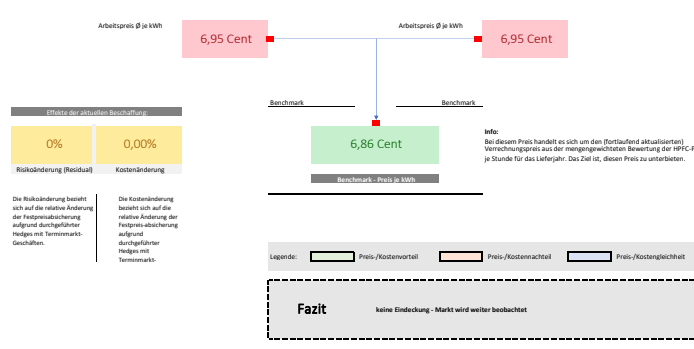 Arbeitspreis Ø je kWh
6,95 Cent
Arbeitspreis Ø je kWh
6,95 Cent
Benchmark
Benchmark
Effekte der aktuellen Beschaffung:
0%
0,00%
Risikoänderung (Residual)
Kostenänderung
6,86 Cent
Benchmark - Preis je kWh
Info:
Bei diesem Preis handelt es sich um den (fortlaufend aktualisierten)
Verrechnungspreis aus der mengengewichteten Bewertung der HPFC-P
je Stunde für das Lieferjahr. Das Ziel ist, diesen Preis zu unterbieten.
Die Risikoänderung bezieht
sich auf die relative Änderung
der Festpreisabsicherung
aufgrund durchgeführter
Hedges mit Terminmarkt-
Geschäften.
Die Kostenänderung
bezieht sich auf die
relative Änderung der
Festpreis-absicherung
aufgrund
durchgeführter
Hedges mit
Terminmarkt-
Legende:
Preis-/Kostenvorteil
Preis-/Kostennachteil
Preis-/Kostengleichheit
Fazit
keine Eindeckung - Markt wird weiter beobachtet